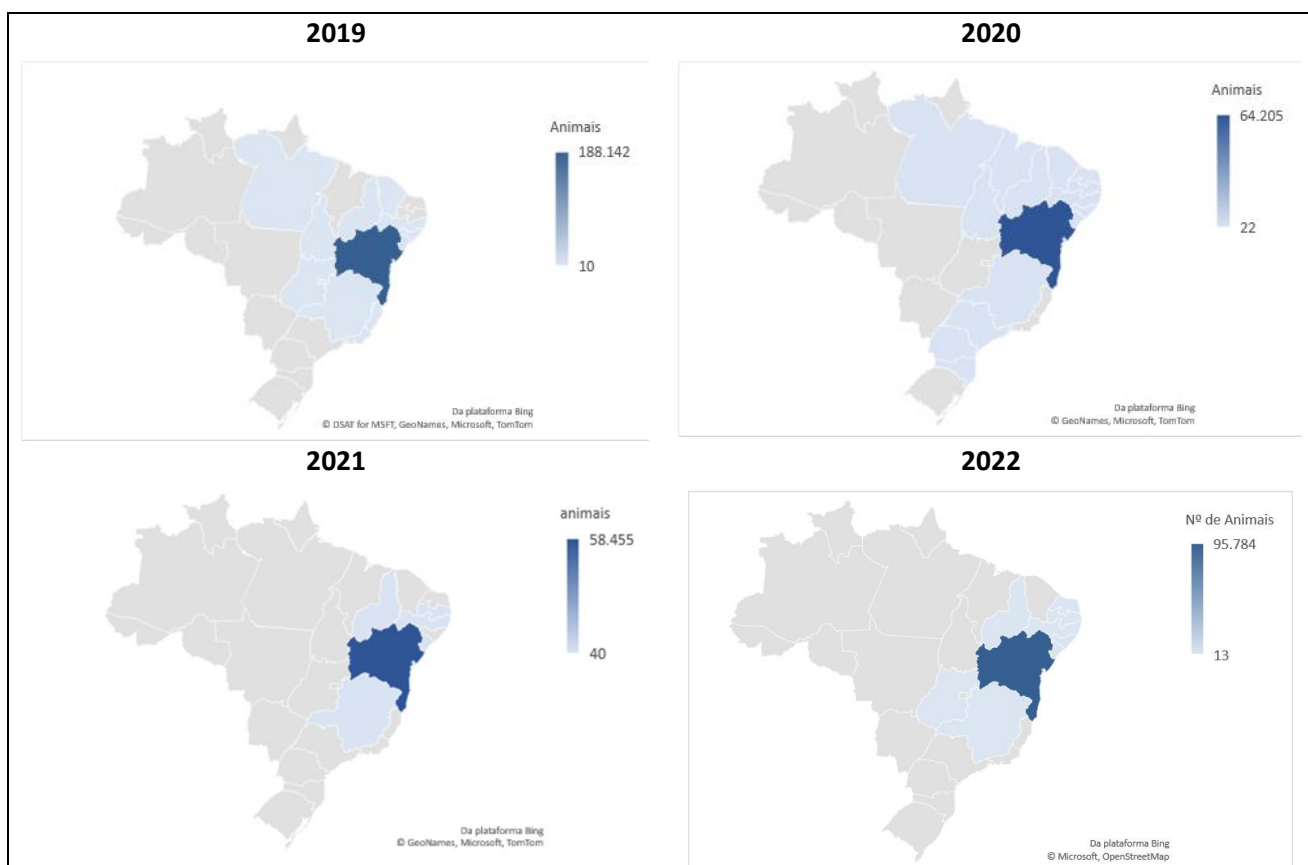 2019
Animais
188.142
10
Da plataforma Bing
© DSAT for MSFT, GeoNames, Microsoft, TomTom
2020
Animais
64.205
22
Da plataforma Bing
© GeoNames, Microsoft, TomTom
2021
animais
58.455
40
Da plataforma Bing
© GeoNames, Microsoft, TomTom
2022
Nº de Animais
95.784
13
Da plataforma Bing
© Microsoft, OpenStreetMap